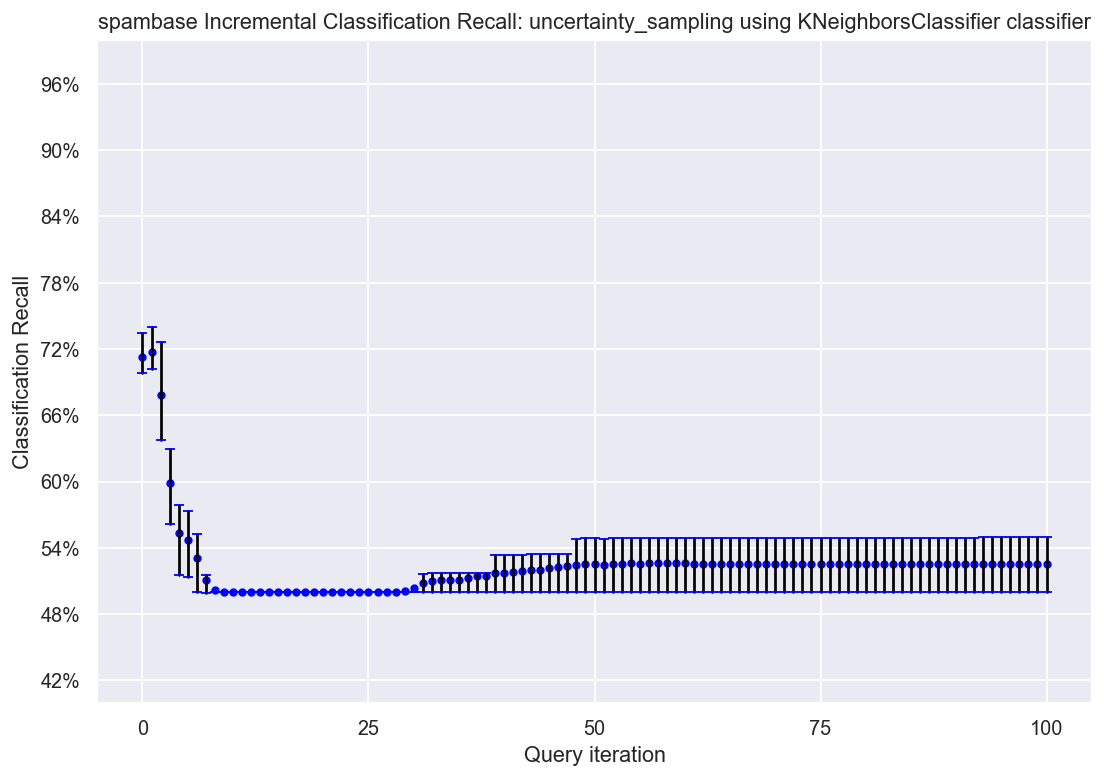 spambase Incremental Classification Recall: uncertainty_sampling using KNeighborsClassifier classifier
96%
90%
84%
78%
72%
66%
60%
54%
48%
42%
Classification Recall
0 25 50 75 100
Query iteration